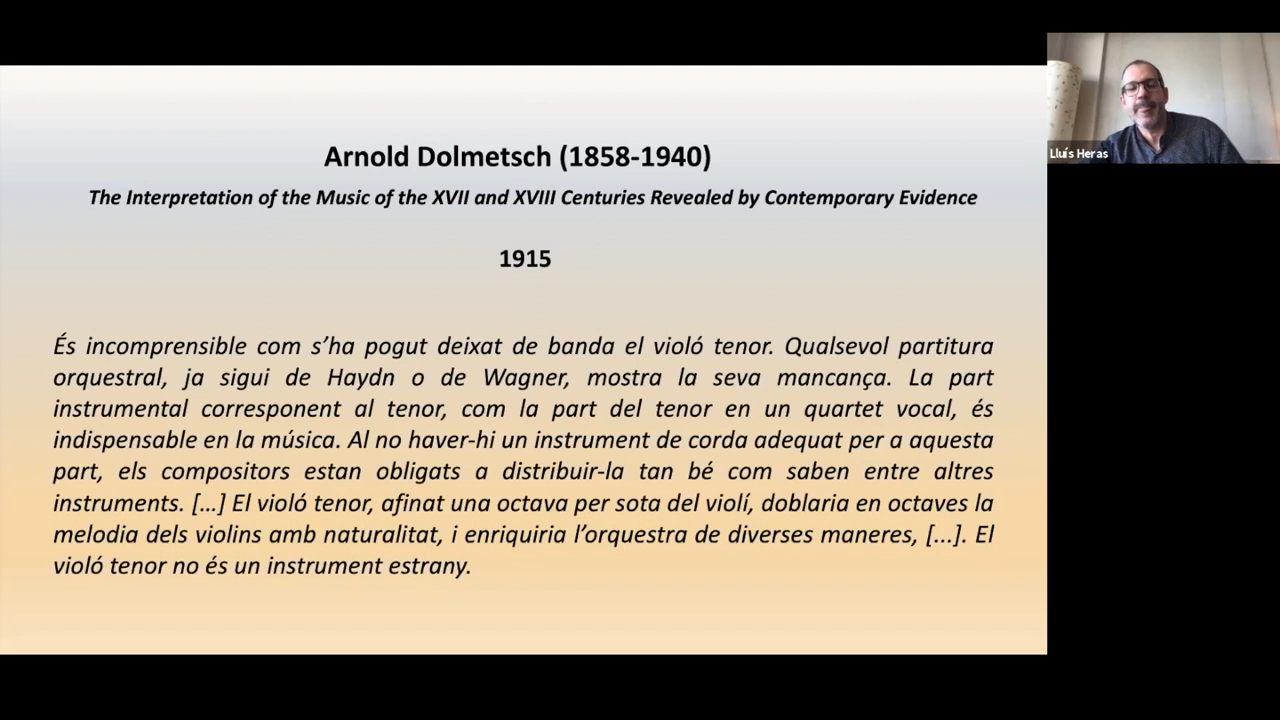 Arnold Dolmetsch (1858-1940)
The Interpretation of the Music of the XVII and XVIII Centuries Revealed by Contemporary Evidence
1915
És incomprensible com s’ha pogut deixat de banda el violó tenor. Qualsevol partitura
orquestral, ja sigui de Haydn o de Wagner, mostra la seva mancança. La part
instrumental corresponent al tenor, com la part del tenor en un quartet vocal, és
indispensable en la música. Al no haver-hi un instrument de corda adequat per a aquesta
part, els compositors estan obligats a distribuir-la tan bé com saben entre altres
instruments. […] El violó tenor, afinat una octava per sota del violí, doblaria en octaves la
melodia dels violins amb naturalitat, i enriquiria l’orquestra de diverses maneres, [...]. El
violó tenor no és un instrument estrany.
Lluís Heras